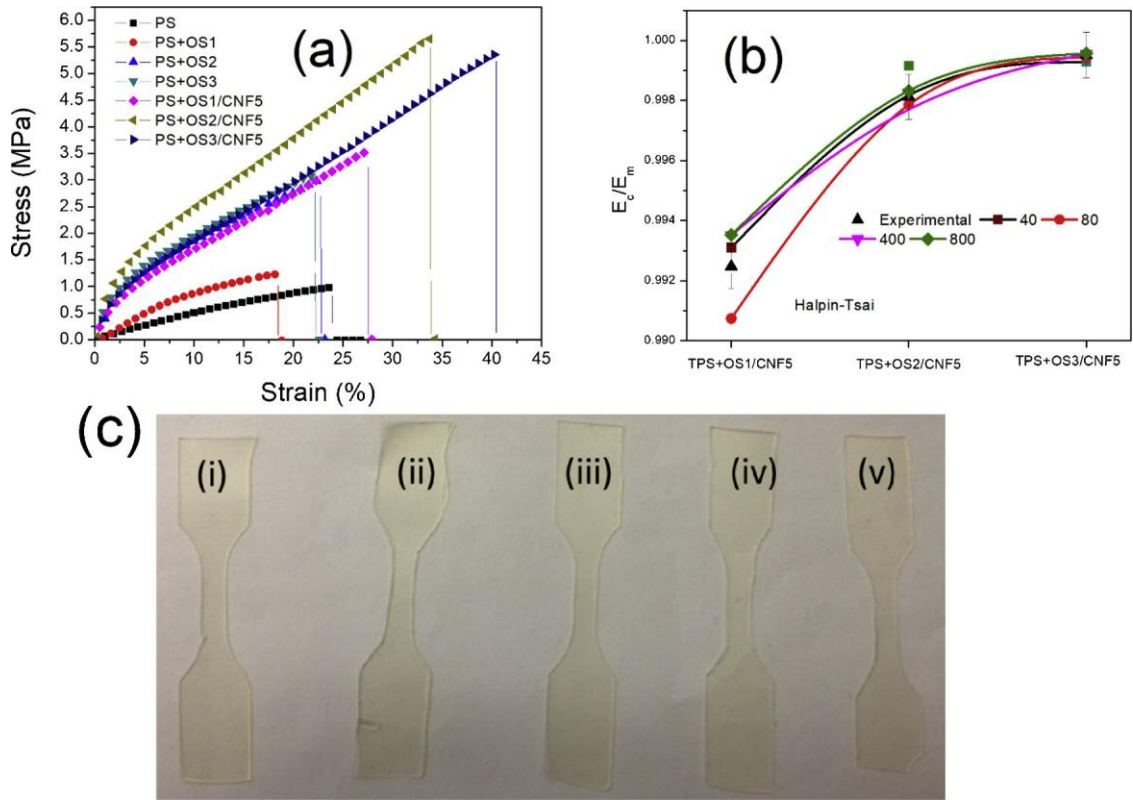 (a)
6.0
5.5
5.0
4.5
4.0
3.5
3.0
2.5
2.0
1.5
1.0
0.5
0.0
Stress (MPa)
PS
PS+OS1
PS+OS2
PS+OS3
PS+OS1/CNF5
PS+OS2/CNF5
PS+OS3/CNF5
0 5 10 15 20 25 30 35 40 45
Strain (%)
(b)
1.000
0.998
0.996
0.994
0.992
0.990
E_c/E_m
Experimental 40 80
400 800
Halpin-Tsai
TPS+OS1/CNF5 TPS+OS2/CNF5 TPS+OS3/CNF5
(c)
(i) (ii) (iii) (iv) (v)